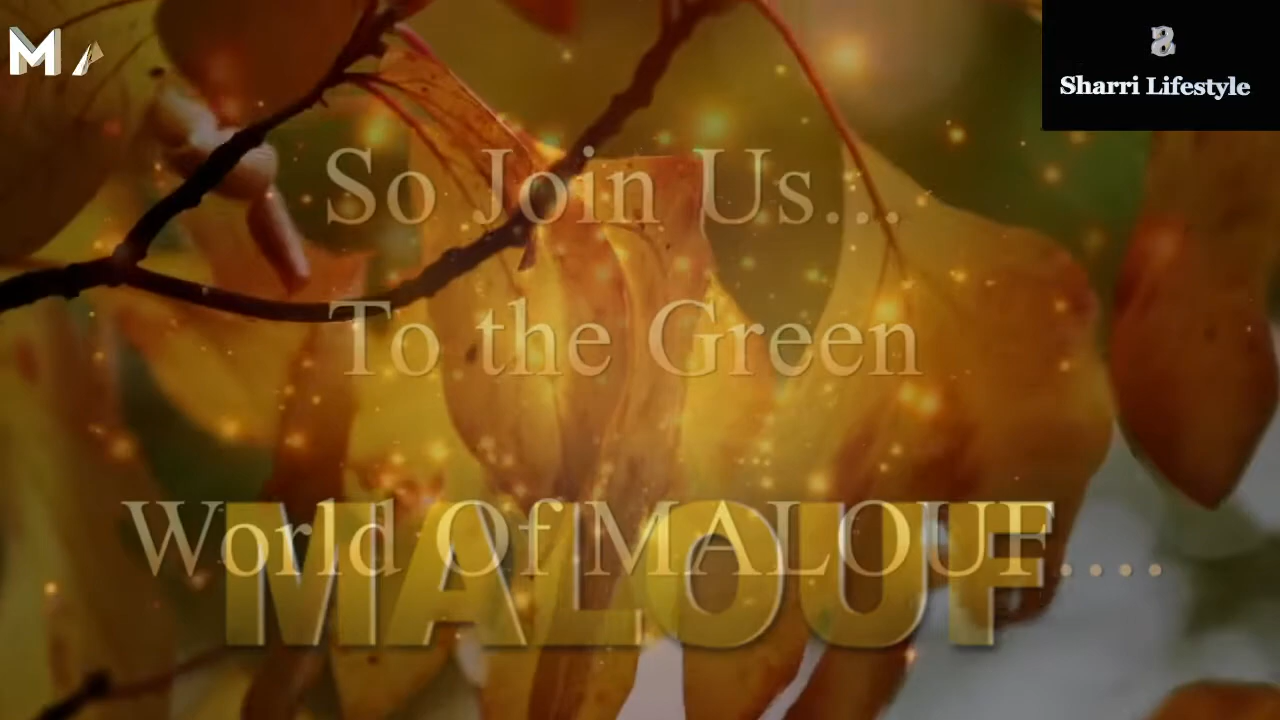 MA
Sharri Lifestyle
So Join Us...
To the Green
World Of MALOUF....
MALOUF